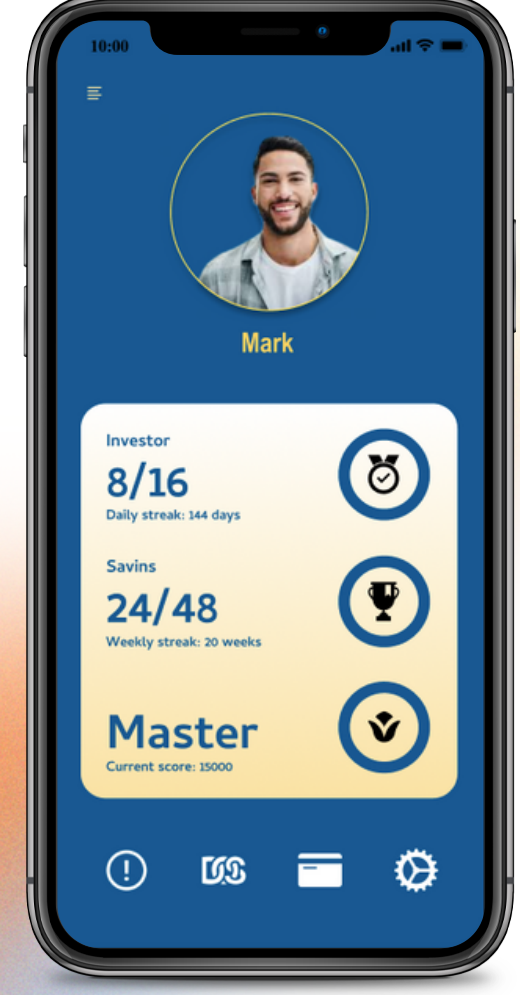 10:00
Mark
Investor
8/16
Daily streak: 144 days
Savins
24/48
Weekly streak: 20 weeks
Master
Current score: 15000